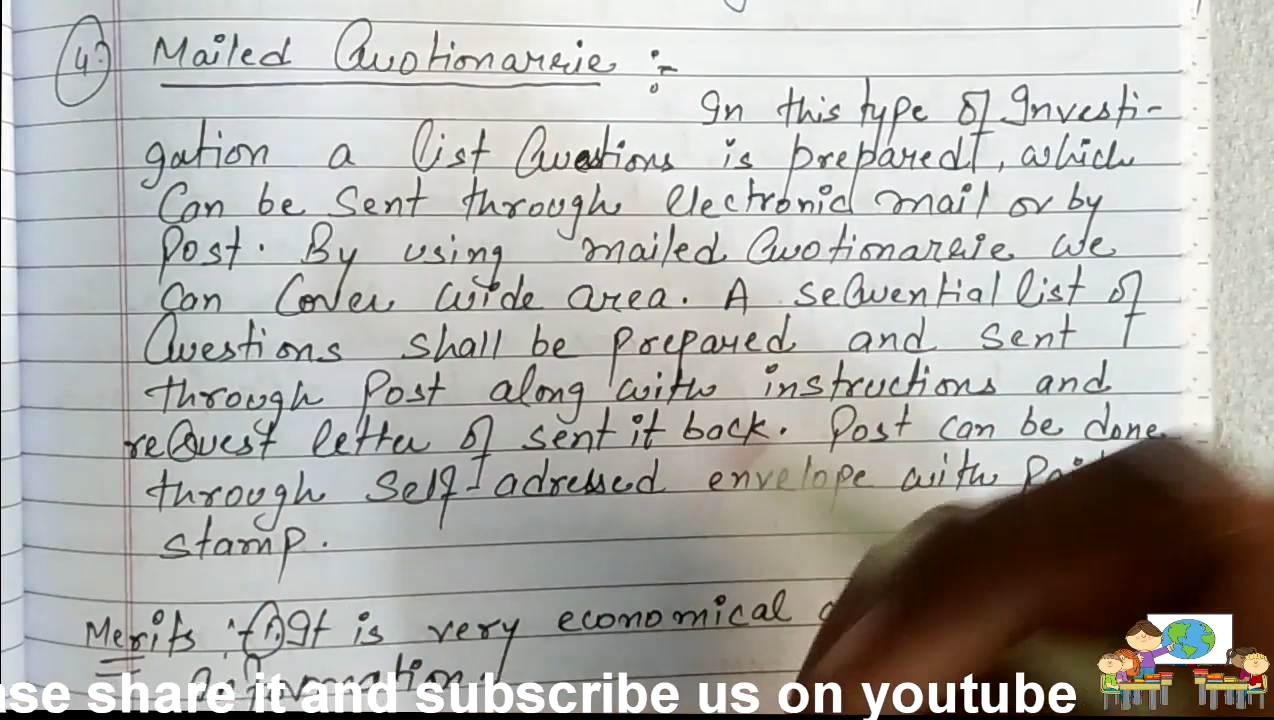 4. Mailed Quotionareie :-
In this type of Investi-
gation a list Questions is prepared, which
Can be sent through electronic mail or by
Post. By using mailed Quotionareie we
Can Cover wide area. A sequential list of
Questions shall be prepared and sent
through Post along with instructions and
reQuest letter of sent it back. Post can be done
through self-adressed envelope with
stamp.
Merits :- 1. It is very economical
Information
se share it and subscribe us on youtube